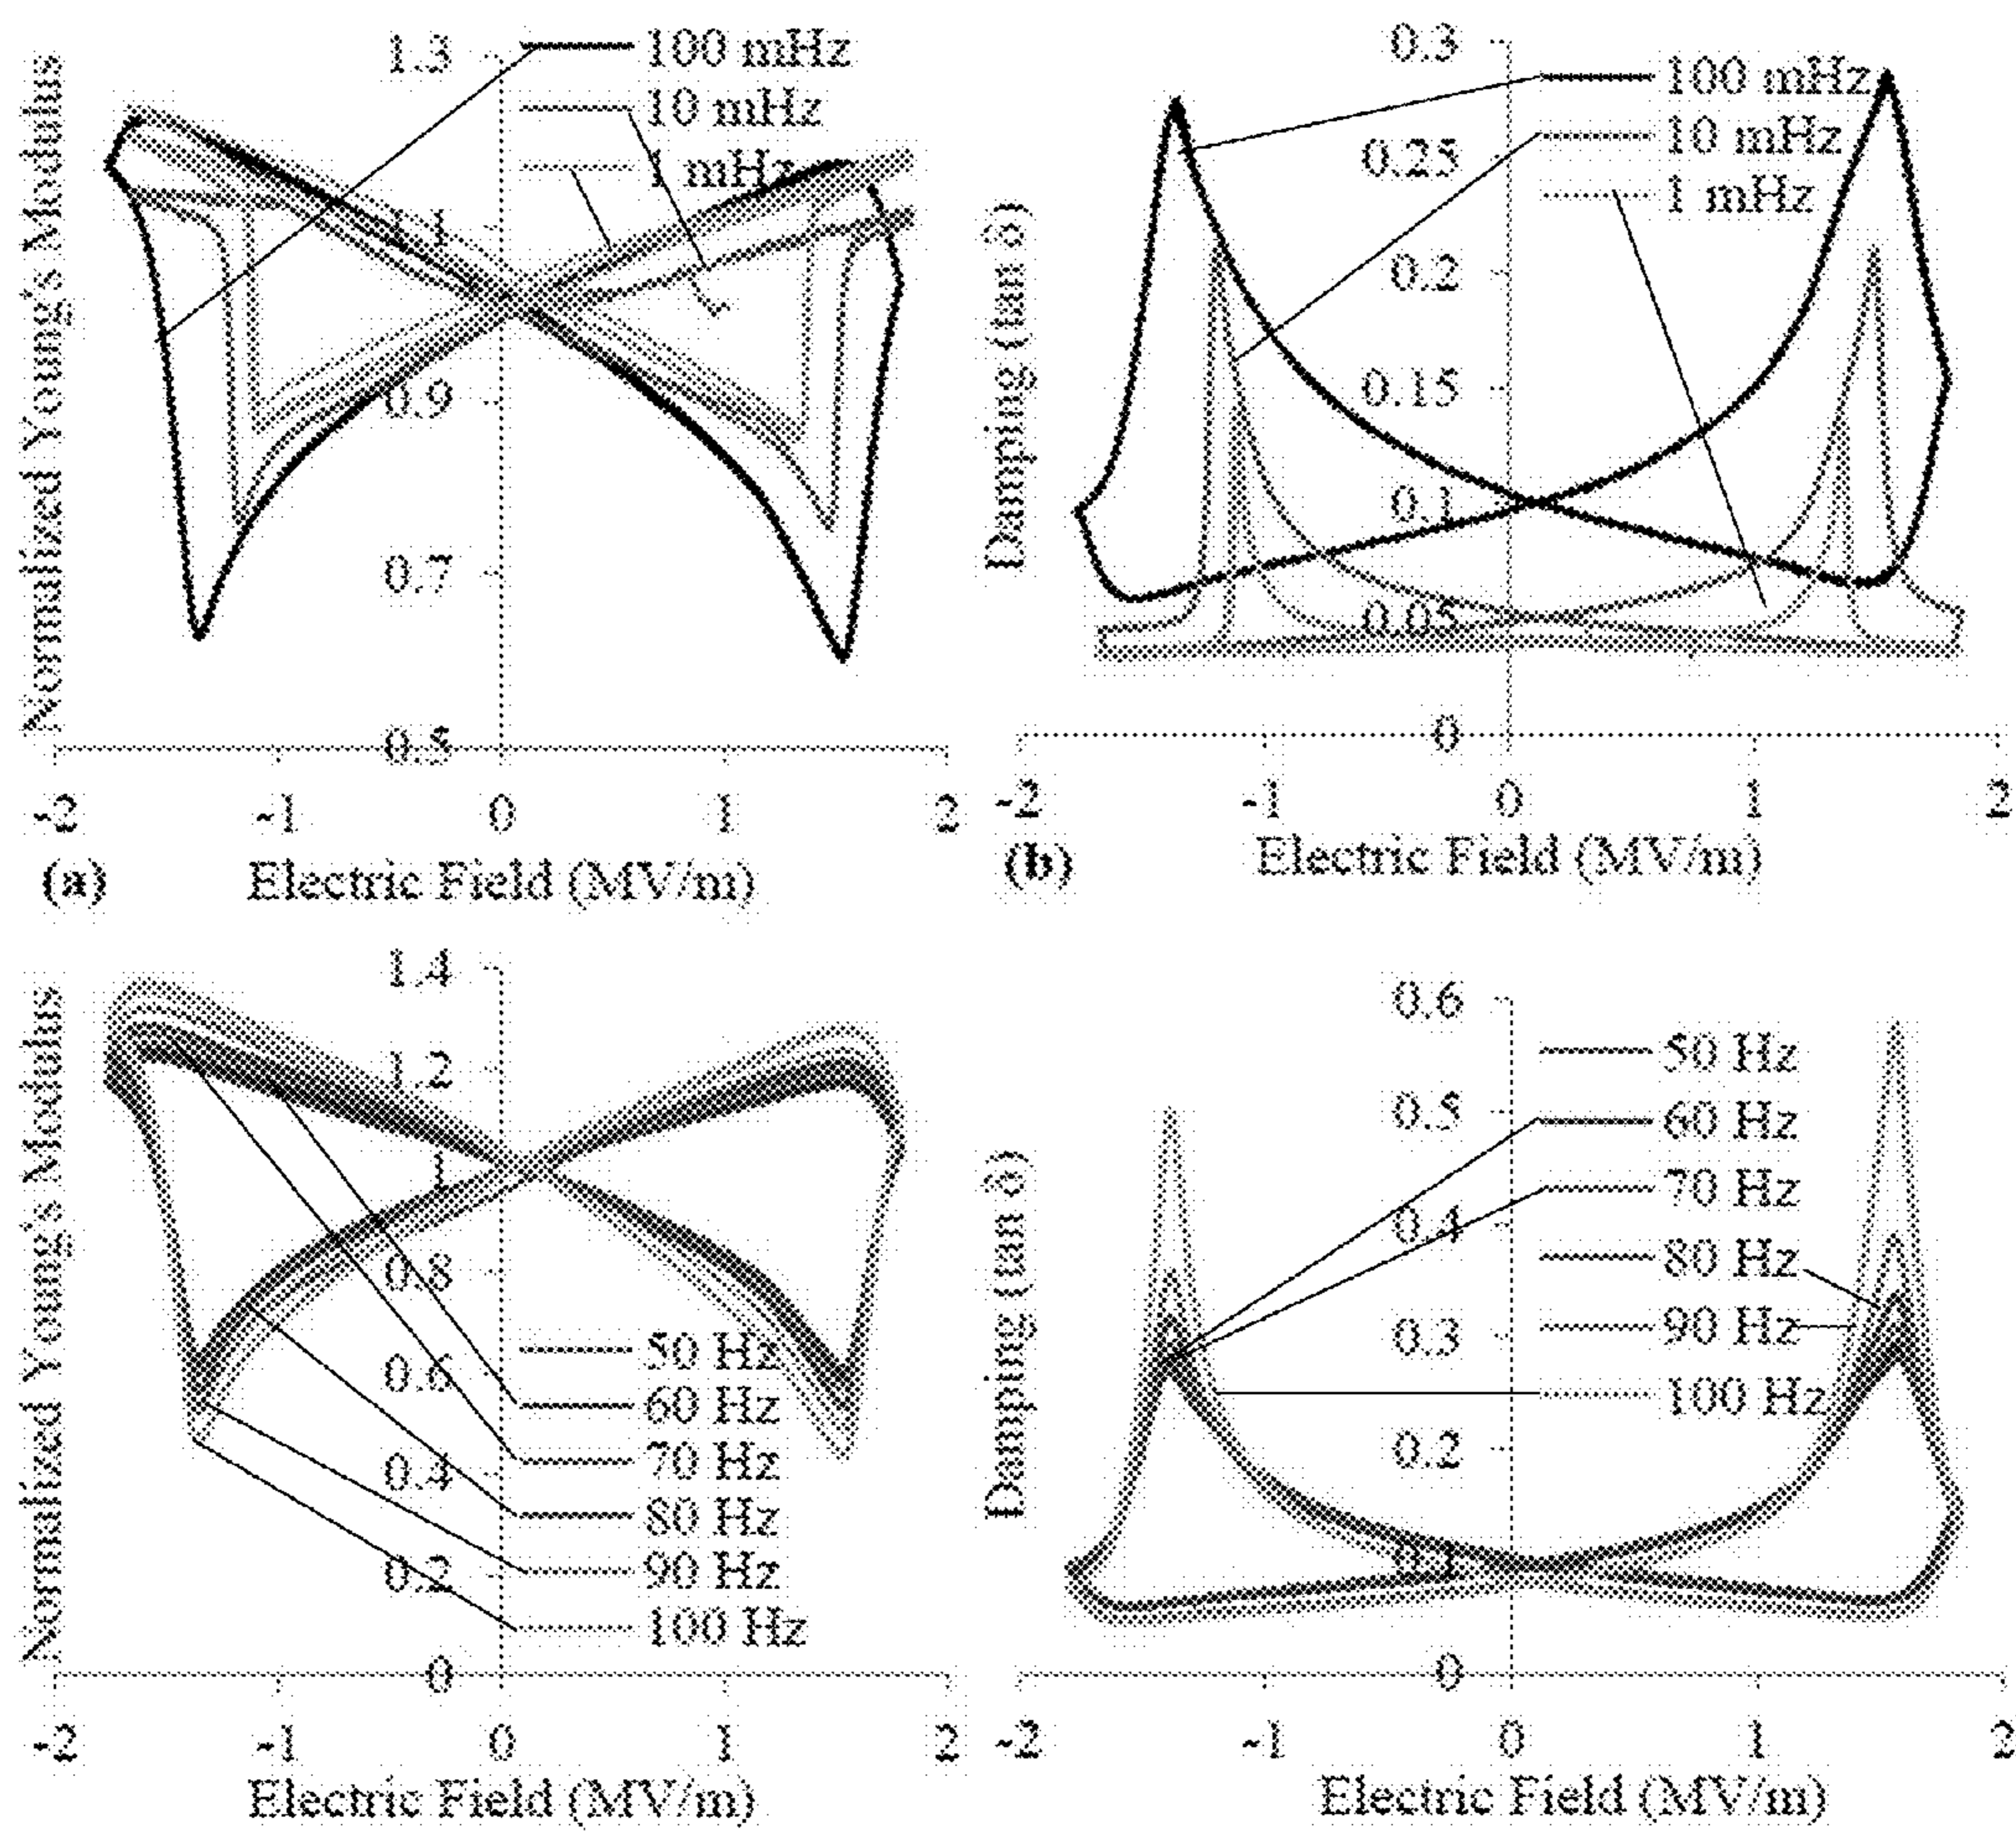 Normalized Young's Modulus
1.3
1.1
0.9
0.7
0.5
100 mHz
10 mHz
1 mHz
-2
-1
0
1
2
(a)
Electric Field (MV/m)
Damping (tan δ)
0.3
0.25
0.2
0.15
0.1
0.05
0
100 mHz
10 mHz
1 mHz
-2
-1
0
1
2
(b)
Electric Field (MV/m)
Normalized Young's Modulus
1.4
1.2
1
0.8
0.6
0.4
0.2
0
50 Hz
60 Hz
70 Hz
80 Hz
90 Hz
100 Hz
-2
-1
0
1
2
Electric Field (MV/m)
Damping (tan δ)
0.6
0.5
0.4
0.3
0.2
0.1
0
50 Hz
60 Hz
70 Hz
80 Hz
90 Hz
100 Hz
-2
-1
0
1
2
Electric Field (MV/m)